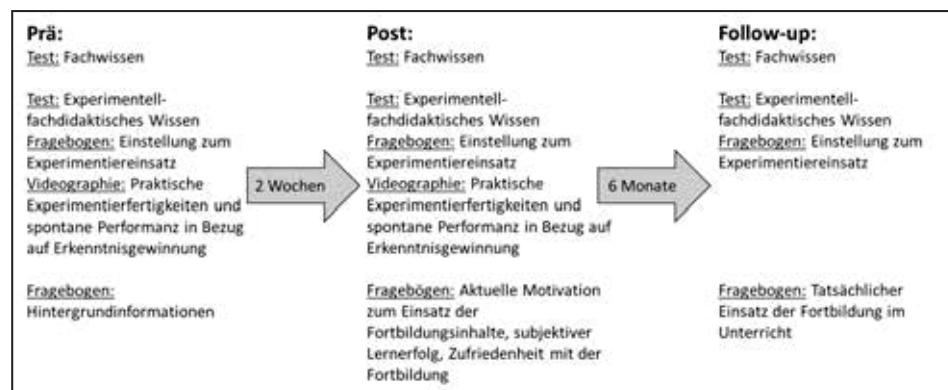 Prä:
Test: Fachwissen
Test: Experimentell-
fachdidaktisches Wissen
Fragebogen: Einstellung zum
Experimentiereinsatz
Videographie: Praktische
Experimentierfertigkeiten und
spontane Performanz in Bezug
auf Erkenntnisgewinnung
Fragebogen:
Hintergrundinformationen
2 Wochen
Post:
Test: Fachwissen
Test: Experimentell-
fachdidaktisches Wissen
Fragebogen: Einstellung zum
Experimentiereinsatz
Videographie: Praktische
Experimentierfertigkeiten und
spontane Performanz in Bezug auf
Erkenntnisgewinnung
Fragebögen: Aktuelle Motivation
zum Einsatz der
Fortbildungsinhalte, subjektiver
Lernerfolg, Zufriedenheit mit der
Fortbildung
6 Monate
Follow-up:
Test: Fachwissen
Test: Experimentell-
fachdidaktisches Wissen
Fragebogen: Einstellung zum
Experimentiereinsatz
Fragebogen: Tatsächlicher
Einsatz der Fortbildung im
Unterricht